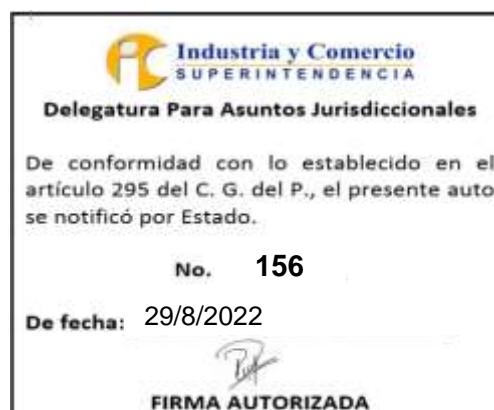 Industria y Comercio
SUPERINTENDENCIA
Delegatura Para Asuntos Jurisdiccionales
De conformidad con lo establecido en el
artículo 295 del C. G. del P., el presente auto
se notificó por Estado.
No. 156
De fecha: 29/8/2022
FIRMA AUTORIZADA